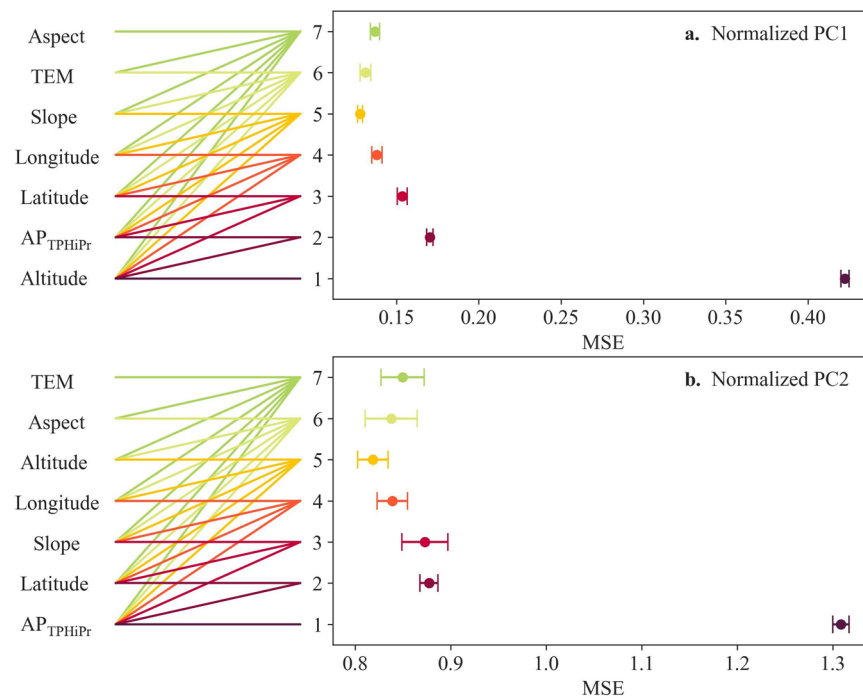 Aspect
TEM
Slope
Longitude
Latitude
AP_TPHiPr
Altitude
7
6
5
4
3
2
1
a. Normalized PC1
0.15 0.20 0.25 0.30 0.35 0.40
MSE
TEM
Aspect
Altitude
Longitude
Slope
Latitude
AP_TPHiPr
7
6
5
4
3
2
1
b. Normalized PC2
0.8 0.9 1.0 1.1 1.2 1.3
MSE